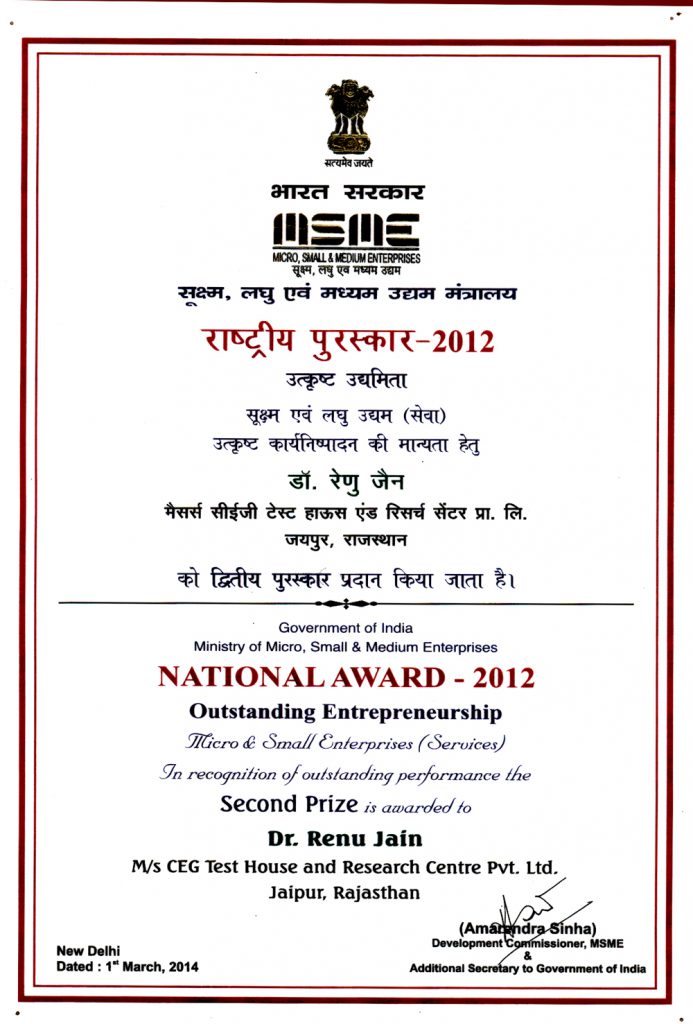 सत्यमेव जयते
भारत सरकार
MSME
MICRO, SMALL & MEDIUM ENTERPRISES
सूक्ष्म, लघु एवं मध्यम उद्यम
सूक्ष्म, लघु एवं मध्यम उद्यम मंत्रालय
राष्ट्रीय पुरस्कार-2012
उत्कृष्ट उद्यमिता
सूक्ष्म एवं लघु उद्यम (सेवा)
उत्कृष्ट कार्यनिष्पादन की मान्यता हेतु
डॉ. रेणु जैन
मैसर्स सीईजी टेस्ट हाऊस एंड रिसर्च सेंटर प्रा. लि.
जयपुर, राजस्थान
को द्वितीय पुरस्कार प्रदान किया जाता है।
Government of India
Ministry of Micro, Small & Medium Enterprises
NATIONAL AWARD - 2012
Outstanding Entrepreneurship
Micro & Small Enterprises (Services)
In recognition of outstanding performance the
Second Prize is awarded to
Dr. Renu Jain
M/s CEG Test House and Research Centre Pvt. Ltd.
Jaipur, Rajasthan
(Amarendra Sinha)
Development Commissioner, MSME
&
Additional Secretary to Government of India
New Delhi
Dated : 1st March, 2014